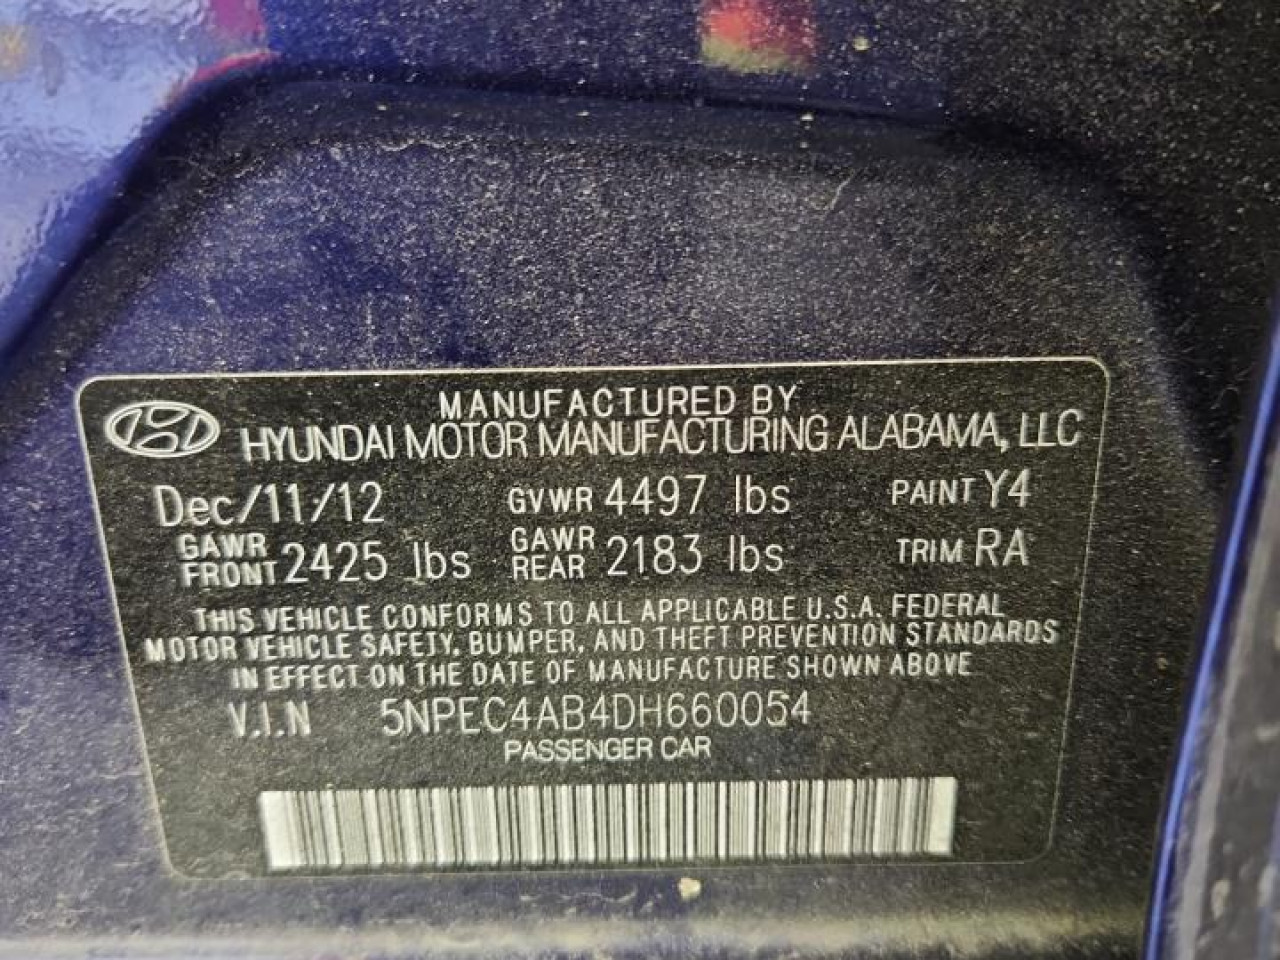 MANUFACTURED BY
HYUNDAI MOTOR MANUFACTURING ALABAMA, LLC
Dec/11/12 GVWR 4497 lbs PAINT Y4
GAWR FRONT 2425 lbs GAWR REAR 2183 lbs TRIM RA
THIS VEHICLE CONFORMS TO ALL APPLICABLE U.S.A. FEDERAL
MOTOR VEHICLE SAFETY, BUMPER, AND THEFT PREVENTION STANDARDS
IN EFFECT ON THE DATE OF MANUFACTURE SHOWN ABOVE
V.I.N 5NPEC4AB4DH660054
PASSENGER CAR